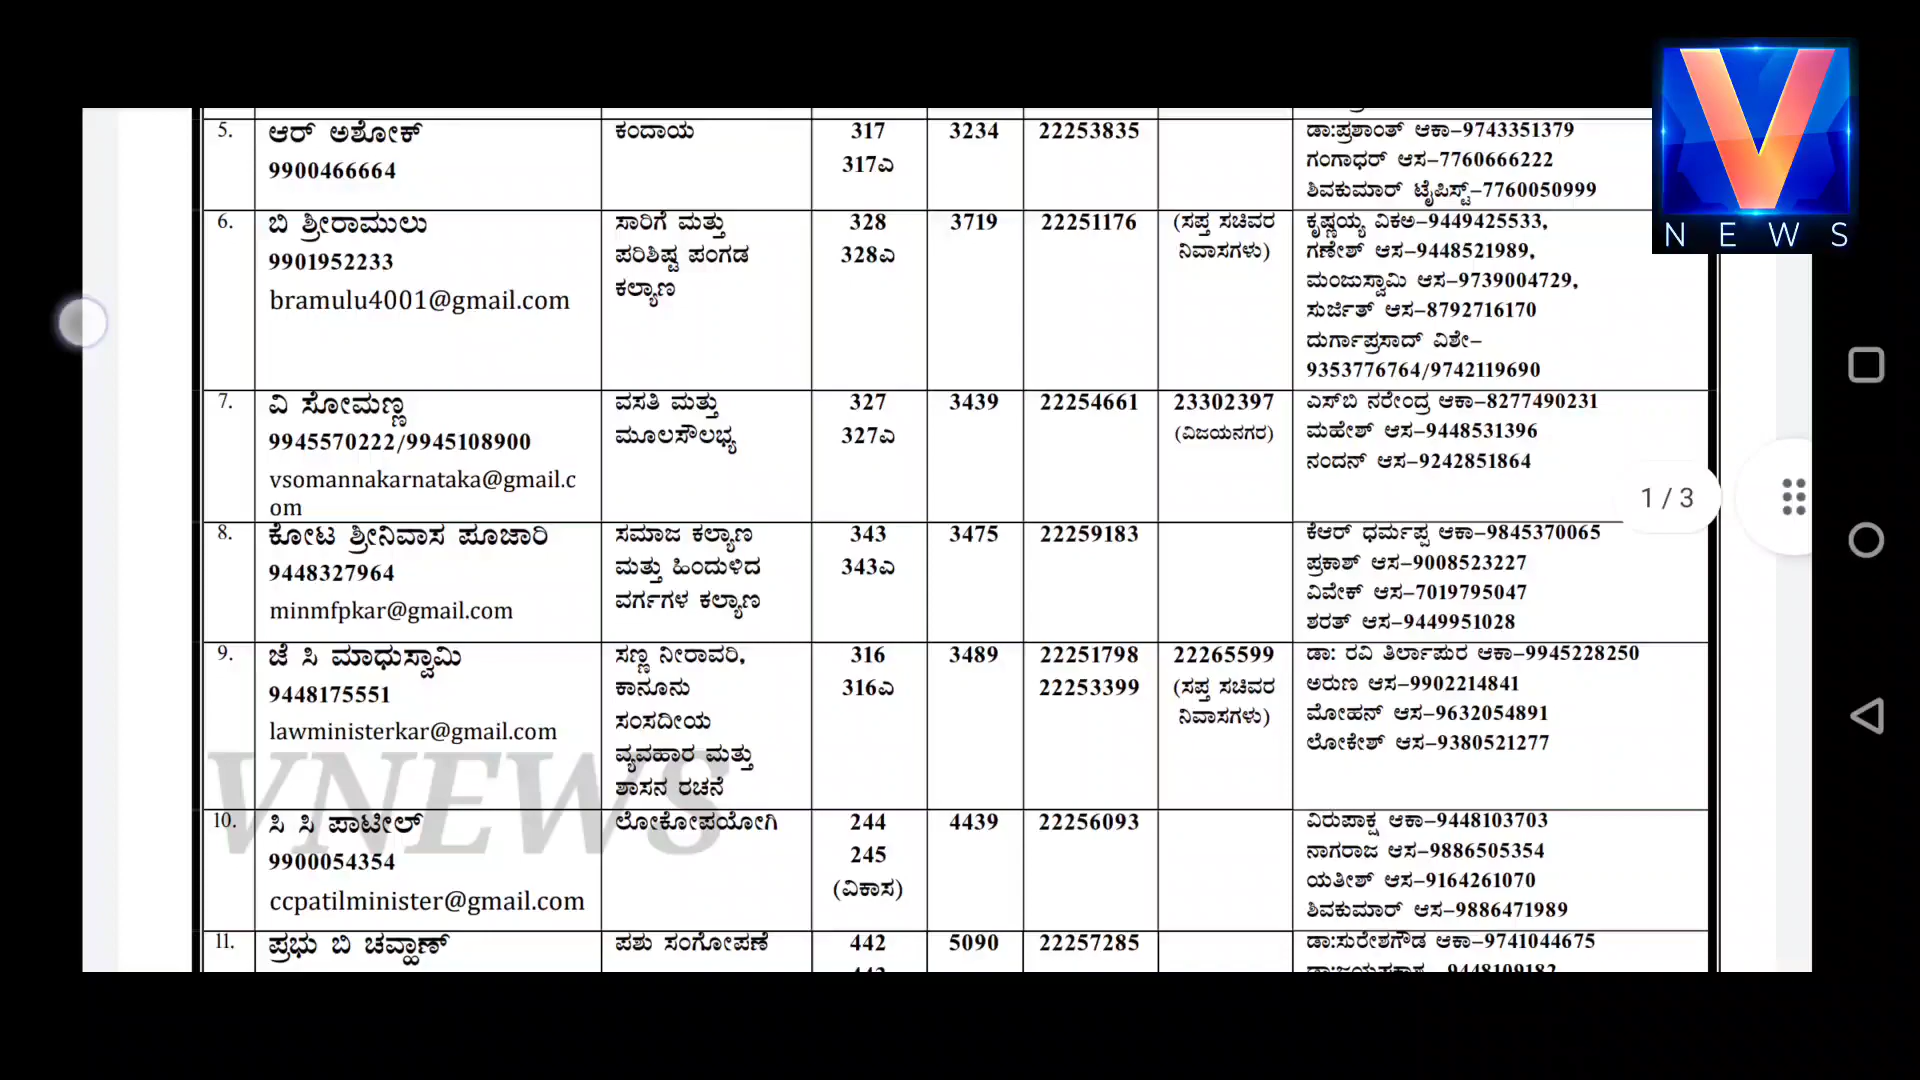 5.
ಆರ್ ಅಶೋಕ್
9900466664
ಕಂದಾಯ
317
317ಎ
3234
22253835
ಡಾ:ಪ್ರಶಾಂತ್ ಆಕಾ-9743351379
ಗಂಗಾಧರ್ ಆಸ-7760666222
ಶಿವಕುಮಾರ್ ಟೈಪಿಸ್ಟ್-7760050999
6.
ಬಿ ಶ್ರೀರಾಮುಲು
9901952233
bramulu4001@gmail.com
ಸಾರಿಗೆ ಮತ್ತು
ಪರಿಶಿಷ್ಟ ಪಂಗಡ
ಕಲ್ಯಾಣ
328
328ಎ
3719
22251176
(ಸಪ್ತ ಸಚಿವರ
ನಿವಾಸಗಳು)
ಕೃಷ್ಣಯ್ಯ ವಿಕಅ-9449425533,
ಗಣೇಶ್ ಆಸ-9448521989,
ಮಂಜುಸ್ವಾಮಿ ಆಸ-9739004729,
ಸುರ್ಜಿತ್ ಆಸ-8792716170
ದುರ್ಗಾಪ್ರಸಾದ್ ವಿಶೇ-
9353776764/9742119690
7.
ವಿ ಸೋಮಣ್ಣ
9945570222/9945108900
vsomannakarnataka@gmail.c
om
ವಸತಿ ಮತ್ತು
ಮೂಲಸೌಲಭ್ಯ
327
327ಎ
3439
22254661
23302397
(ವಿಜಯನಗರ)
ಎಸ್‌ಬಿ ನರೇಂದ್ರ ಆಕಾ-8277490231
ಮಹೇಶ್ ಆಸ-9448531396
ನಂದನ್ ಆಸ-9242851864
8.
ಕೋಟ ಶ್ರೀನಿವಾಸ ಪೂಜಾರಿ
9448327964
minmfpkar@gmail.com
ಸಮಾಜ ಕಲ್ಯಾಣ
ಮತ್ತು ಹಿಂದುಳಿದ
ವರ್ಗಗಳ ಕಲ್ಯಾಣ
343
343ಎ
3475
22259183
ಕೆಆರ್ ಧರ್ಮಪ್ಪ ಆಕಾ-9845370065
ಪ್ರಕಾಶ್ ಆಸ-9008523227
ವಿವೇಕ್ ಆಸ-7019795047
ಶರತ್ ಆಸ-9449951028
9.
ಜೆ ಸಿ ಮಾಧುಸ್ವಾಮಿ
9448175551
lawministerkar@gmail.com
ಸಣ್ಣ ನೀರಾವರಿ,
ಕಾನೂನು
ಸಂಸದೀಯ
ವ್ಯವಹಾರ ಮತ್ತು
ಶಾಸನ ರಚನೆ
316
316ಎ
3489
22251798
22253399
22265599
(ಸಪ್ತ ಸಚಿವರ
ನಿವಾಸಗಳು)
ಡಾ: ರವಿ ತಿರ್ಲಾಪುರ ಆಕಾ-9945228250
ಅರುಣ ಆಸ-9902214841
ಮೋಹನ್ ಆಸ-9632054891
ಲೋಕೇಶ್ ಆಸ-9380521277
10.
ಸಿ ಸಿ ಪಾಟೀಲ್
9900054354
ccpatilminister@gmail.com
ಲೋಕೋಪಯೋಗಿ
244
245
(ವಿಕಾಸ)
4439
22256093
ವಿರುಪಾಕ್ಷ ಆಕಾ-9448103703
ನಾಗರಾಜ ಆಸ-9886505354
ಯತೀಶ್ ಆಸ-9164261070
ಶಿವಕುಮಾರ್ ಆಸ-9886471989
11.
ಪ್ರಭು ಬಿ ಚವ್ಹಾಣ್
ಪಶು ಸಂಗೋಪಣೆ
442
5090
22257285
ಡಾ:ಸುರೇಶಗೌಡ ಆಕಾ-9741044675
1 / 3
V
NEWS
VNEWS